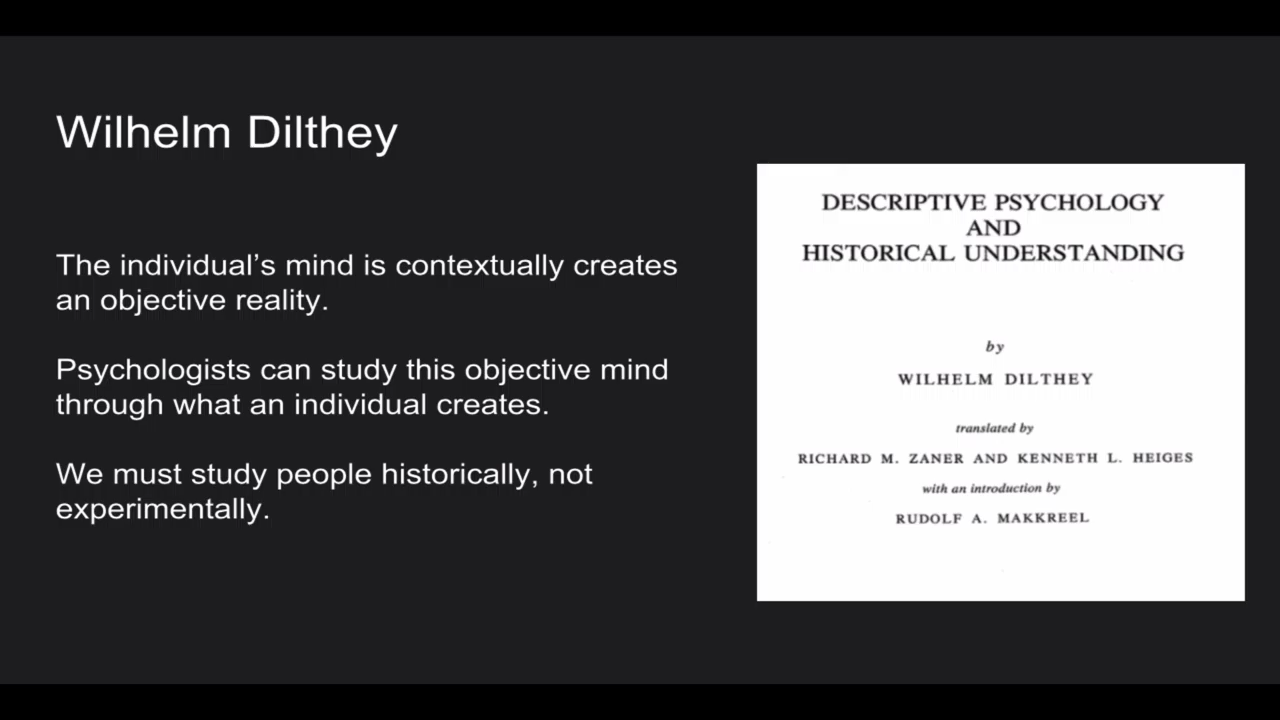 Wilhelm Dilthey
The individual’s mind is contextually creates
an objective reality.
Psychologists can study this objective mind
through what an individual creates.
We must study people historically, not
experimentally.
DESCRIPTIVE PSYCHOLOGY
AND
HISTORICAL UNDERSTANDING
by
WILHELM DILTHEY
translated by
RICHARD M. ZANER AND KENNETH L. HEIGES
with an introduction by
RUDOLF A. MAKKREEL